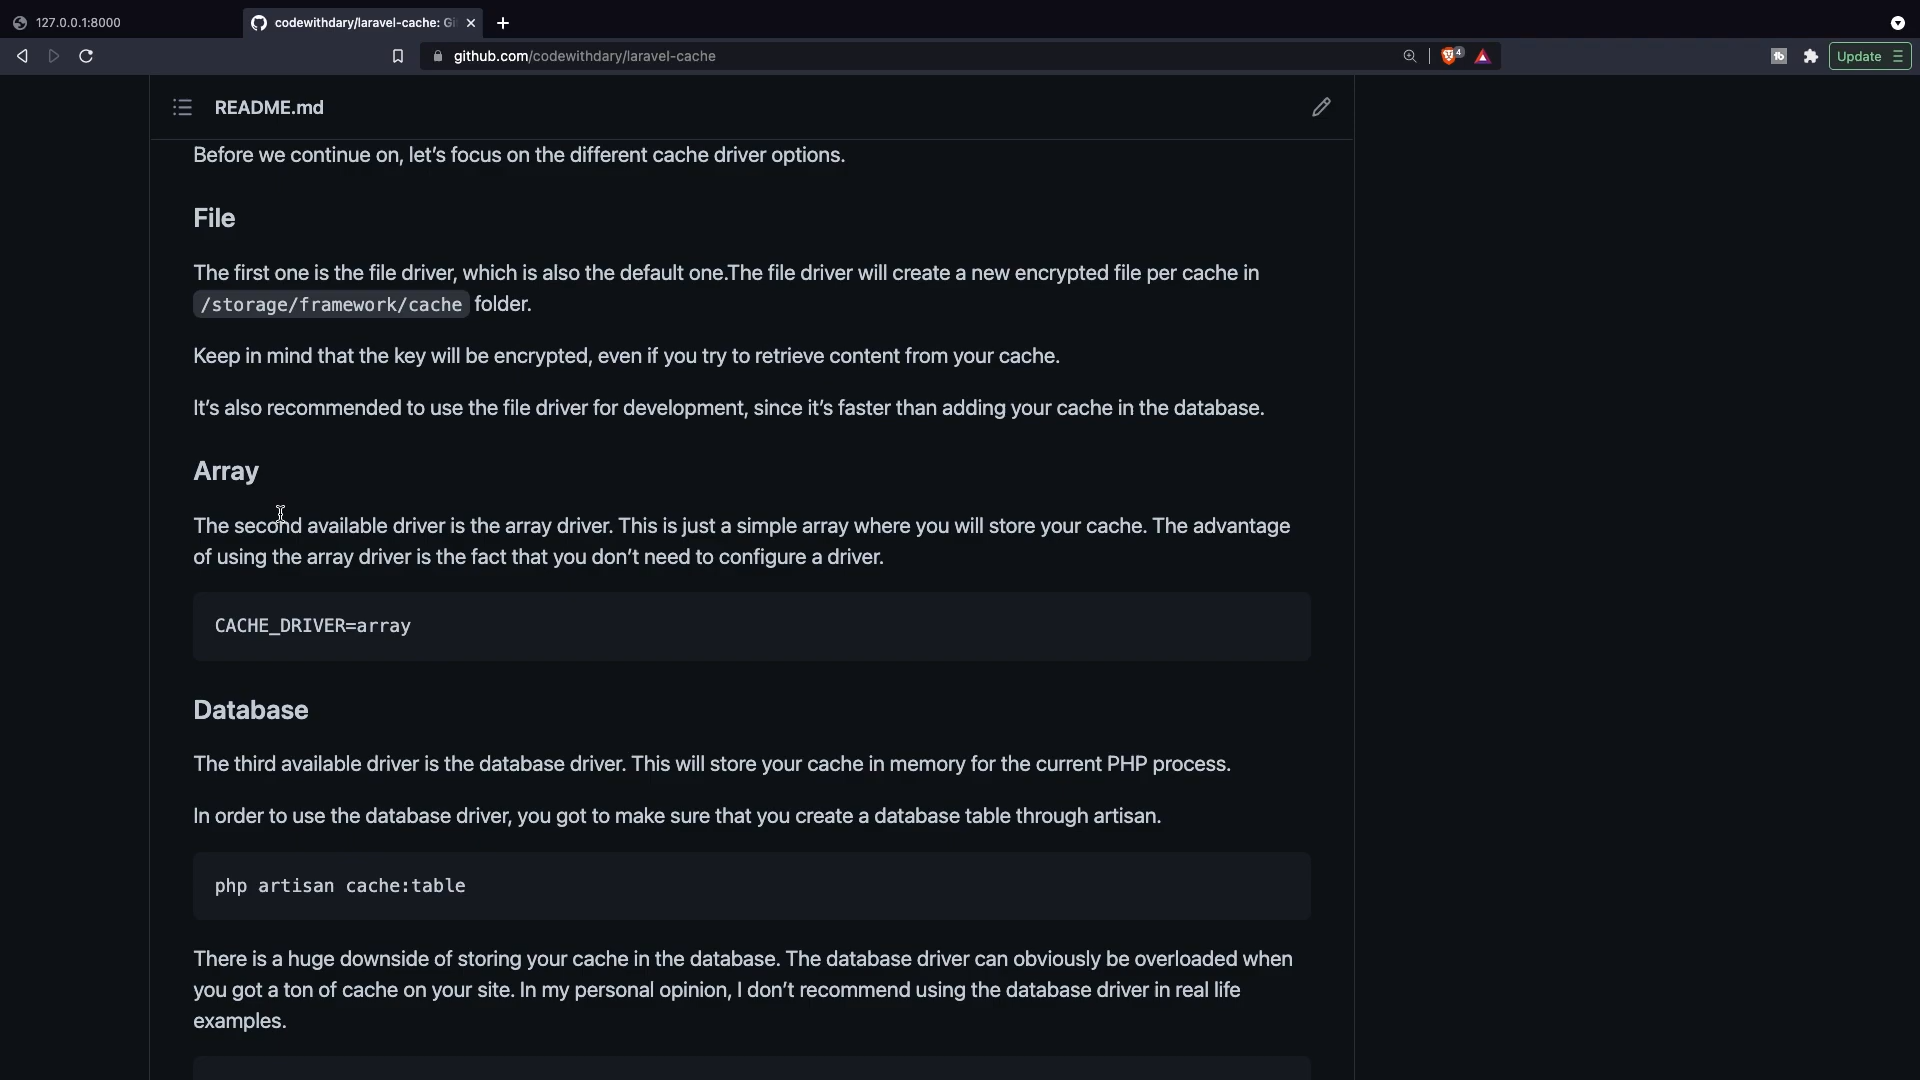 127.0.0.1:8000
codewithdary/laravel-cache: Gi
github.com/codewithdary/laravel-cache
4
Update
README.md
Before we continue on, let's focus on the different cache driver options.
File
The first one is the file driver, which is also the default one.The file driver will create a new encrypted file per cache in
/storage/framework/cache folder.
Keep in mind that the key will be encrypted, even if you try to retrieve content from your cache.
It's also recommended to use the file driver for development, since it's faster than adding your cache in the database.
Array
The second available driver is the array driver. This is just a simple array where you will store your cache. The advantage
of using the array driver is the fact that you don't need to configure a driver.
CACHE_DRIVER=array
Database
The third available driver is the database driver. This will store your cache in memory for the current PHP process.
In order to use the database driver, you got to make sure that you create a database table through artisan.
php artisan cache:table
There is a huge downside of storing your cache in the database. The database driver can obviously be overloaded when
you got a ton of cache on your site. In my personal opinion, I don't recommend using the database driver in real life
examples.